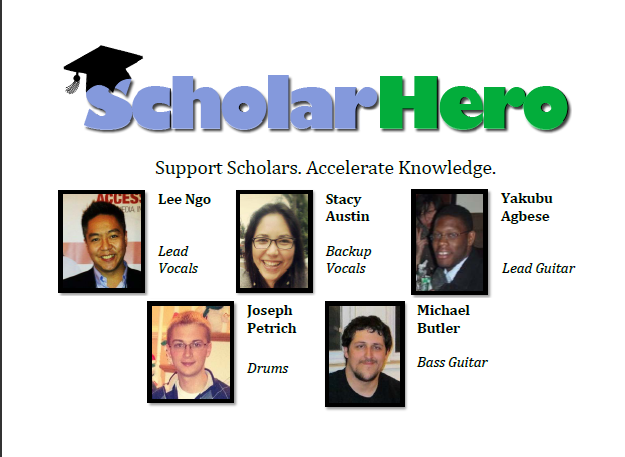 ScholarHero
Support Scholars. Accelerate Knowledge.
ACCESS
Lee Ngo
Lead
Vocals
Stacy
Austin
Backup
Vocals
Yakubu
Agbese
Lead Guitar
Joseph
Petrich
Drums
Michael
Butler
Bass Guitar